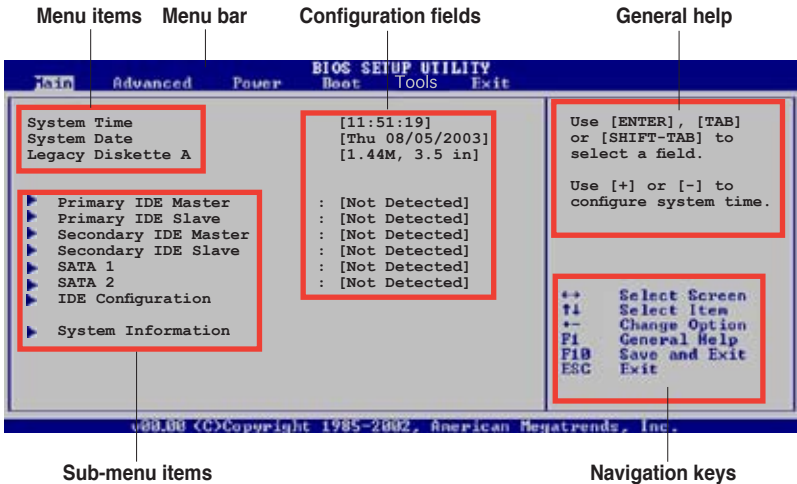 Menu items Menu bar Configuration fields General help
BIOS SETUP UTILITY
Main Advanced Power Boot Tools Exit
System Time [11:51:19]
System Date [Thu 08/05/2003]
Legacy Diskette A [1.44M, 3.5 in]
Primary IDE Master : [Not Detected]
Primary IDE Slave : [Not Detected]
Secondary IDE Master : [Not Detected]
Secondary IDE Slave : [Not Detected]
SATA 1 : [Not Detected]
SATA 2 : [Not Detected]
IDE Configuration
System Information
Use [ENTER], [TAB]
or [SHIFT-TAB] to
select a field.
Use [+] or [-] to
configure system time.
↔ Select Screen
↑↓ Select Item
+- Change Option
F1 General Help
F10 Save and Exit
ESC Exit
v00.00 (C)Copyright 1985-2002, American Megatrends, Inc.
Sub-menu items Navigation keys